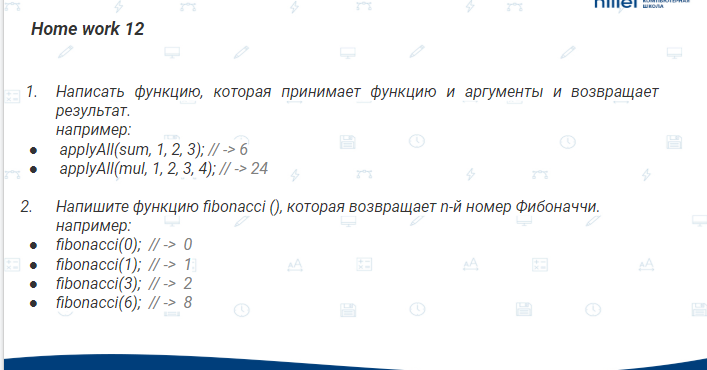 hillel КОМПЬЮТЕРНАЯ
ШКОЛА
Home work 12
1. Написать функцию, которая принимает функцию и аргументы и возвращает
результат.
например:
● applyAll(sum, 1, 2, 3); // -> 6
● applyAll(mul, 1, 2, 3, 4); // -> 24
2. Напишите функцию fibonacci (), которая возвращает n-й номер Фибоначчи.
например:
● fibonacci(0); // -> 0
● fibonacci(1); // -> 1
● fibonacci(3); // -> 2
● fibonacci(6); // -> 8